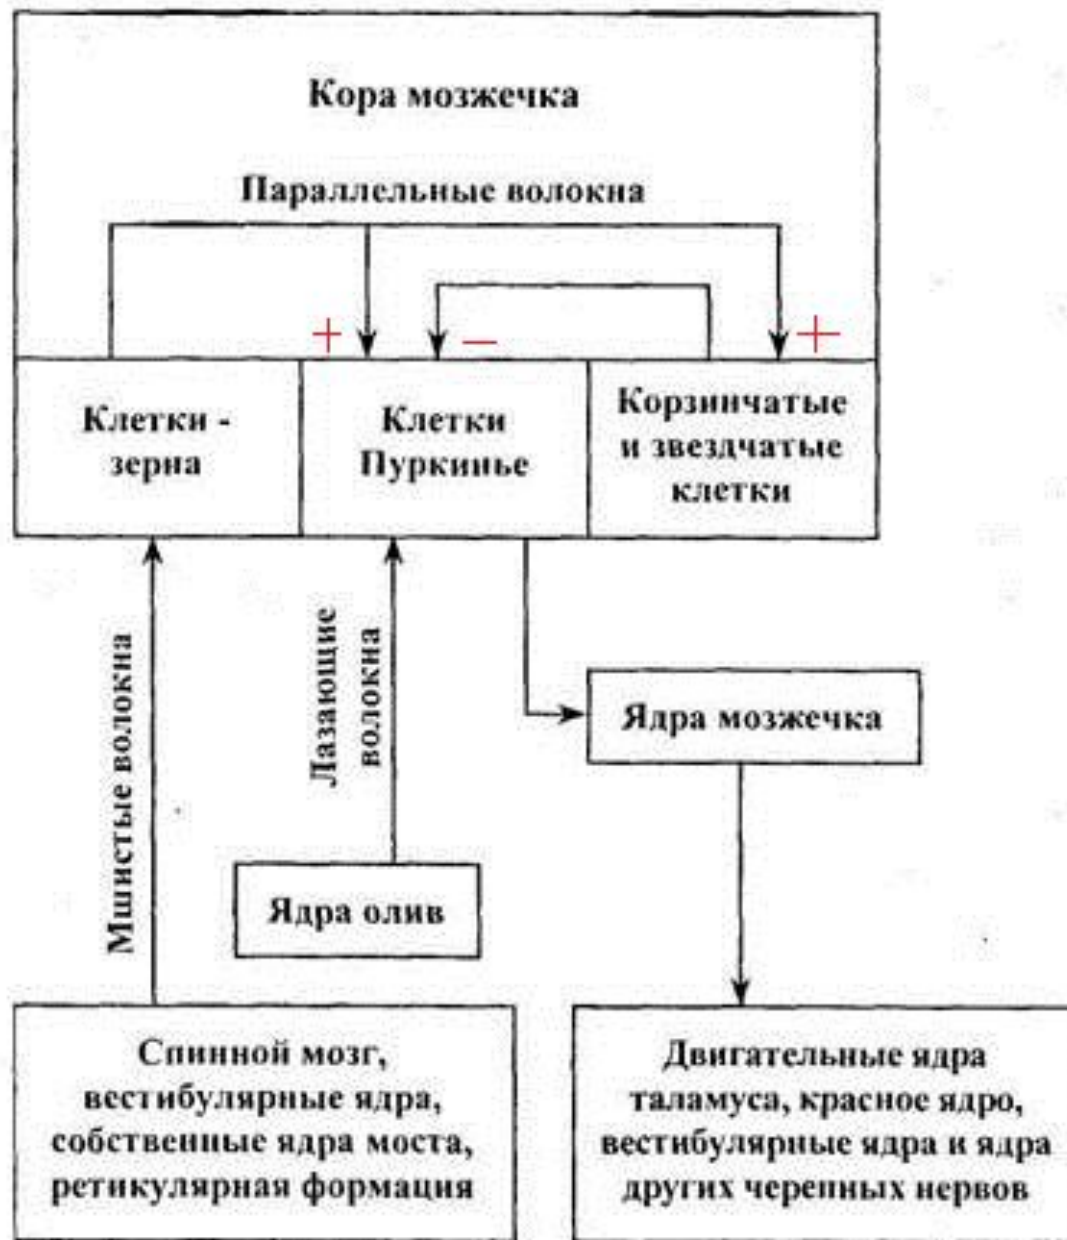 Кора мозжечка
Параллельные волокна
+
−
+
Клетки -
зерна
Клетки
Пуркинье
Корзинчатые
и звездчатые
клетки
Мшистые волокна
Лазающие
волокна
Ядра мозжечка
Ядра олив
Спинной мозг,
вестибулярные ядра,
собственные ядра моста,
ретикулярная формация
Двигательные ядра
таламуса, красное ядро,
вестибулярные ядра и ядра
других черепных нервов